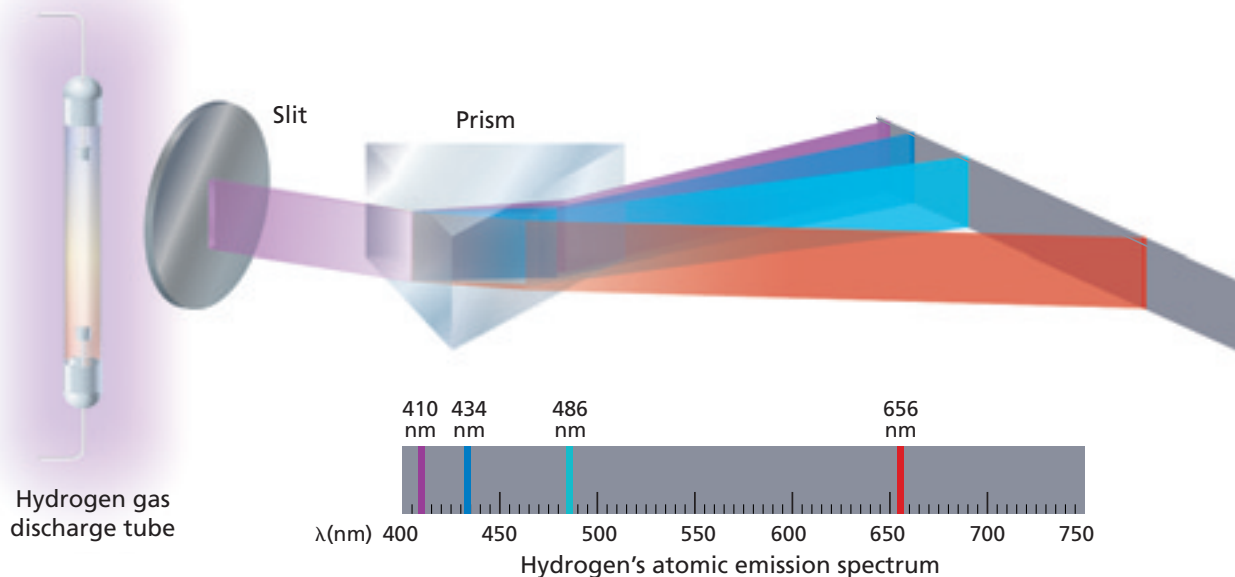 Slit
Prism
Hydrogen gas
discharge tube
410
nm
434
nm
486
nm
656
nm
λ(nm) 400 450 500 550 600 650 700 750
Hydrogen's atomic emission spectrum